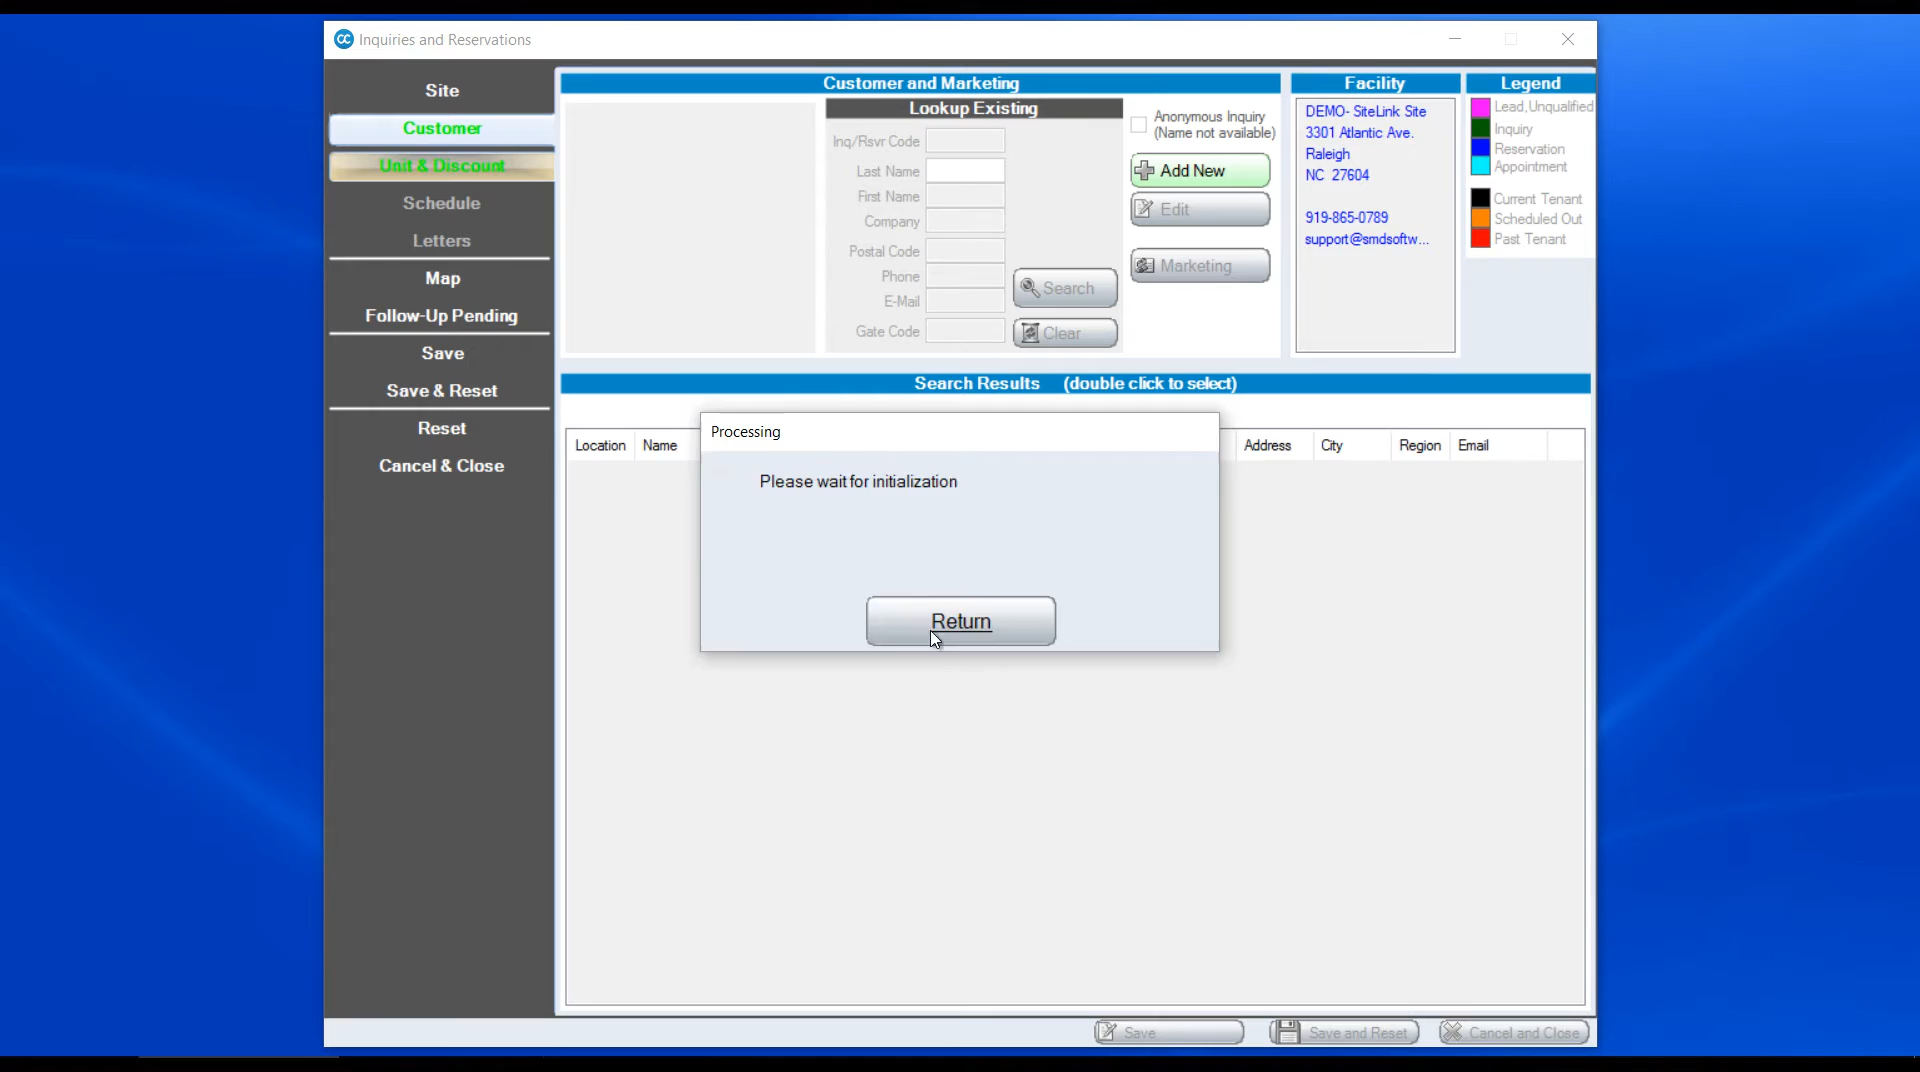 CC Inquiries and Reservations
Site
Customer
Unit & Discount
Schedule
Letters
Map
Follow-Up Pending
Save
Save & Reset
Reset
Cancel & Close
Customer and Marketing
Lookup Existing
Inq/Rsvr Code
Last Name
First Name
Company
Postal Code
Phone
E-Mail
Gate Code
Search
Clear
Anonymous Inquiry
(Name not available)
Add New
Edit
Marketing
Facility
DEMO- SiteLink Site
3301 Atlantic Ave.
Raleigh
NC 27604
919-865-0789
support@smdsoftw...
Legend
Lead,Unqualified
Inquiry
Reservation
Appointment
Current Tenant
Scheduled Out
Past Tenant
Search Results (double click to select)
Location Name Address City Region Email
Processing
Please wait for initialization
Return
Save Save and Reset Cancel and Close